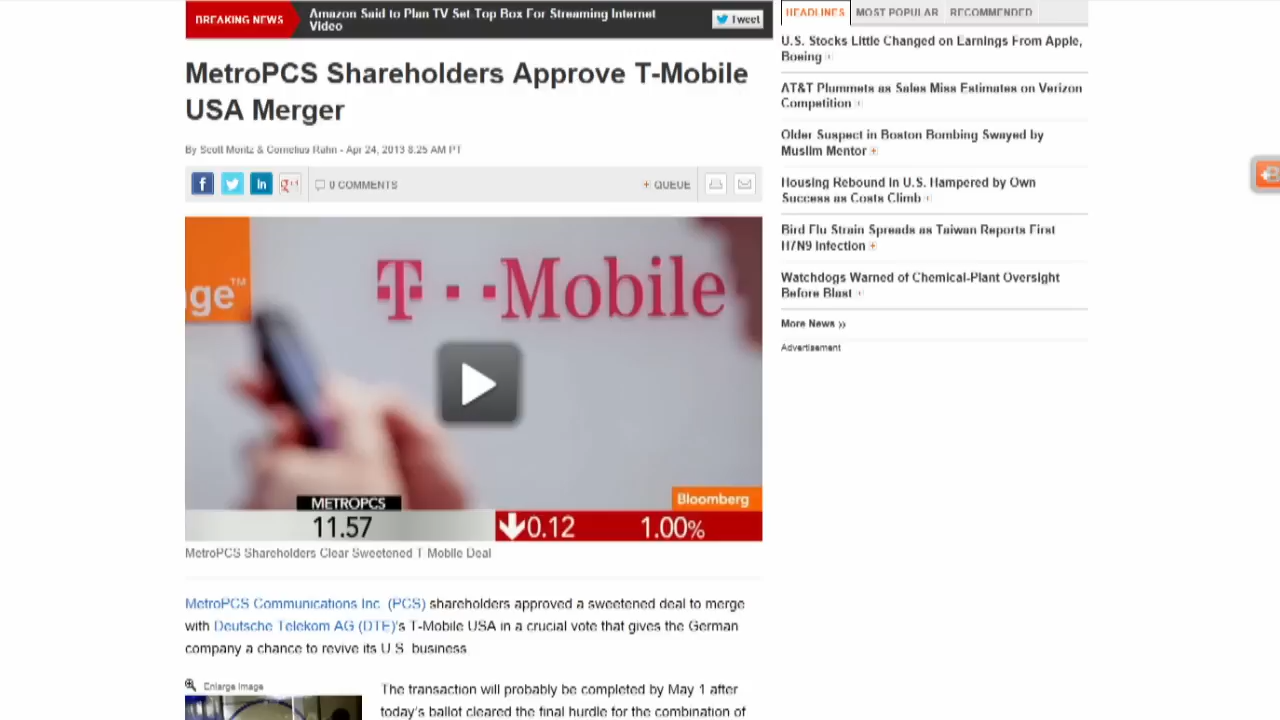 BREAKING NEWS
Amazon Said to Plan TV Set Top Box For Streaming Internet
Video
Tweet
MetroPCS Shareholders Approve T-Mobile
USA Merger
By Scott Moritz & Cornelius Rahn - Apr 24, 2013 8:25 AM PT
f
in
g+1
0 COMMENTS
+ QUEUE
ge™
T··Mobile
METROPCS
11.57
0.12
1.00%
Bloomberg
MetroPCS Shareholders Clear Sweetened T Mobile Deal
MetroPCS Communications Inc. (PCS) shareholders approved a sweetened deal to merge
with Deutsche Telekom AG (DTE)'s T-Mobile USA in a crucial vote that gives the German
company a chance to revive its U.S. business
Enlarge image
The transaction will probably be completed by May 1 after
today's ballot cleared the final hurdle for the combination of
HEADLINES
MOST POPULAR
RECOMMENDED
U.S. Stocks Little Changed on Earnings From Apple,
Boeing
AT&T Plummets as Sales Miss Estimates on Verizon
Competition
Older Suspect in Boston Bombing Swayed by
Muslim Mentor +
Housing Rebound in U.S. Hampered by Own
Success as Costs Climb
Bird Flu Strain Spreads as Taiwan Reports First
H7N9 Infection +
Watchdogs Warned of Chemical-Plant Oversight
Before Blast
More News »
Advertisement